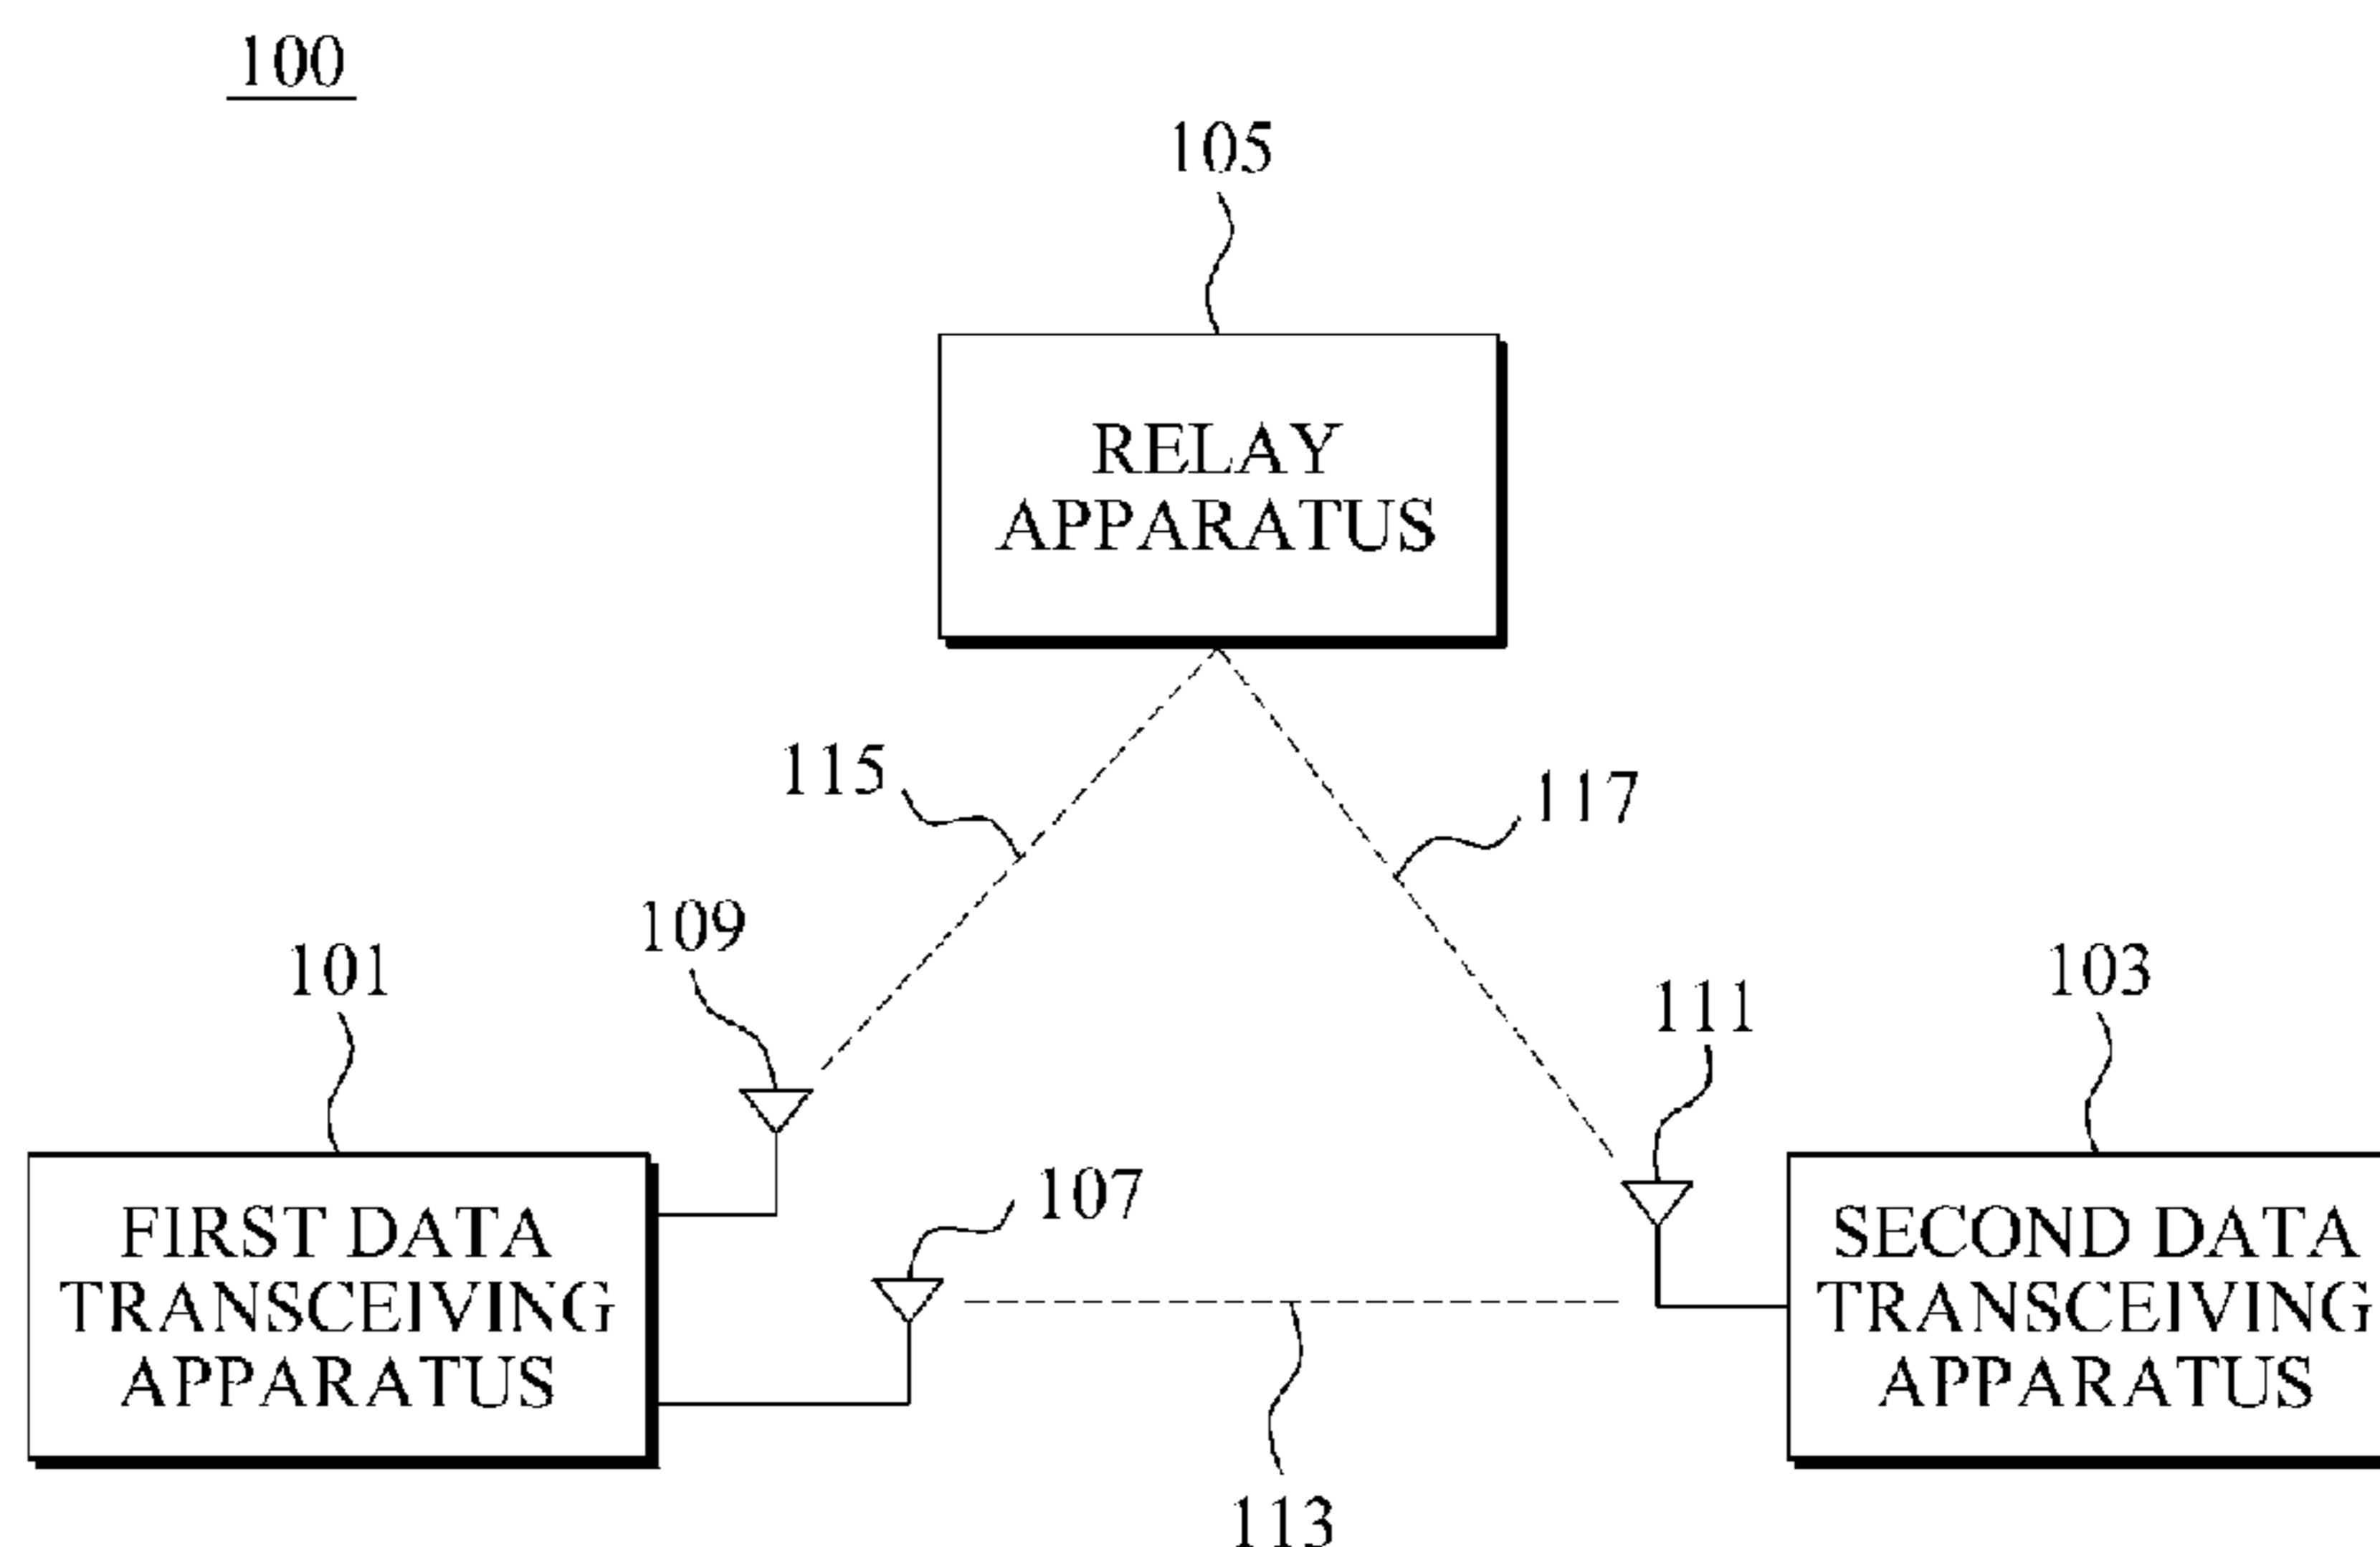 100
105
RELAY
APPARATUS
115
117
109
101
103
111
107
FIRST DATA
TRANSCEIVING
APPARATUS
SECOND DATA
TRANSCEIVING
APPARATUS
113